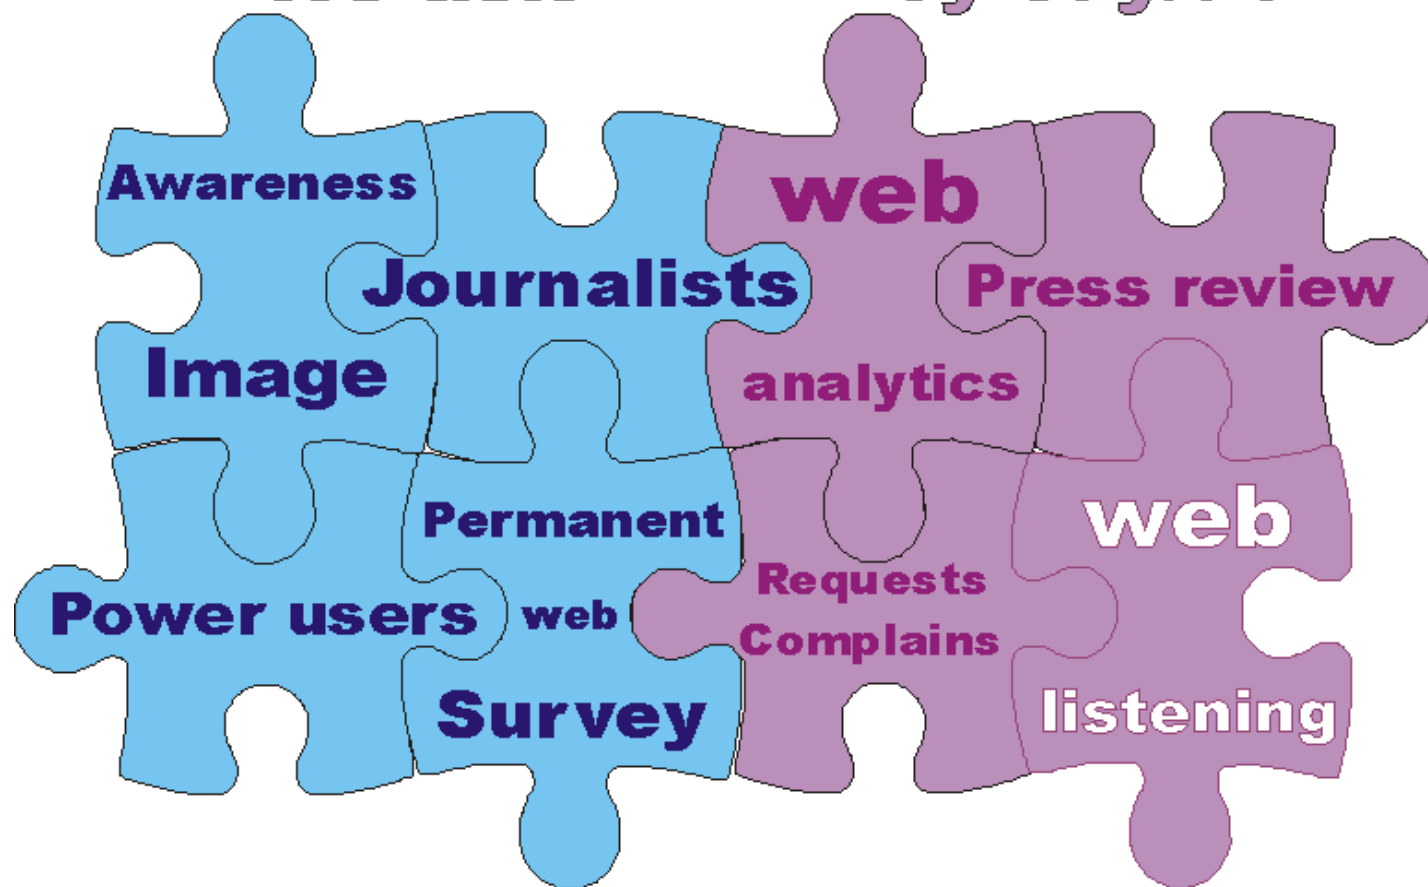 Awareness
Image
Journalists
web
analytics
Press review
Power users
Permanent
web
Survey
Requests
Complains
web
listening